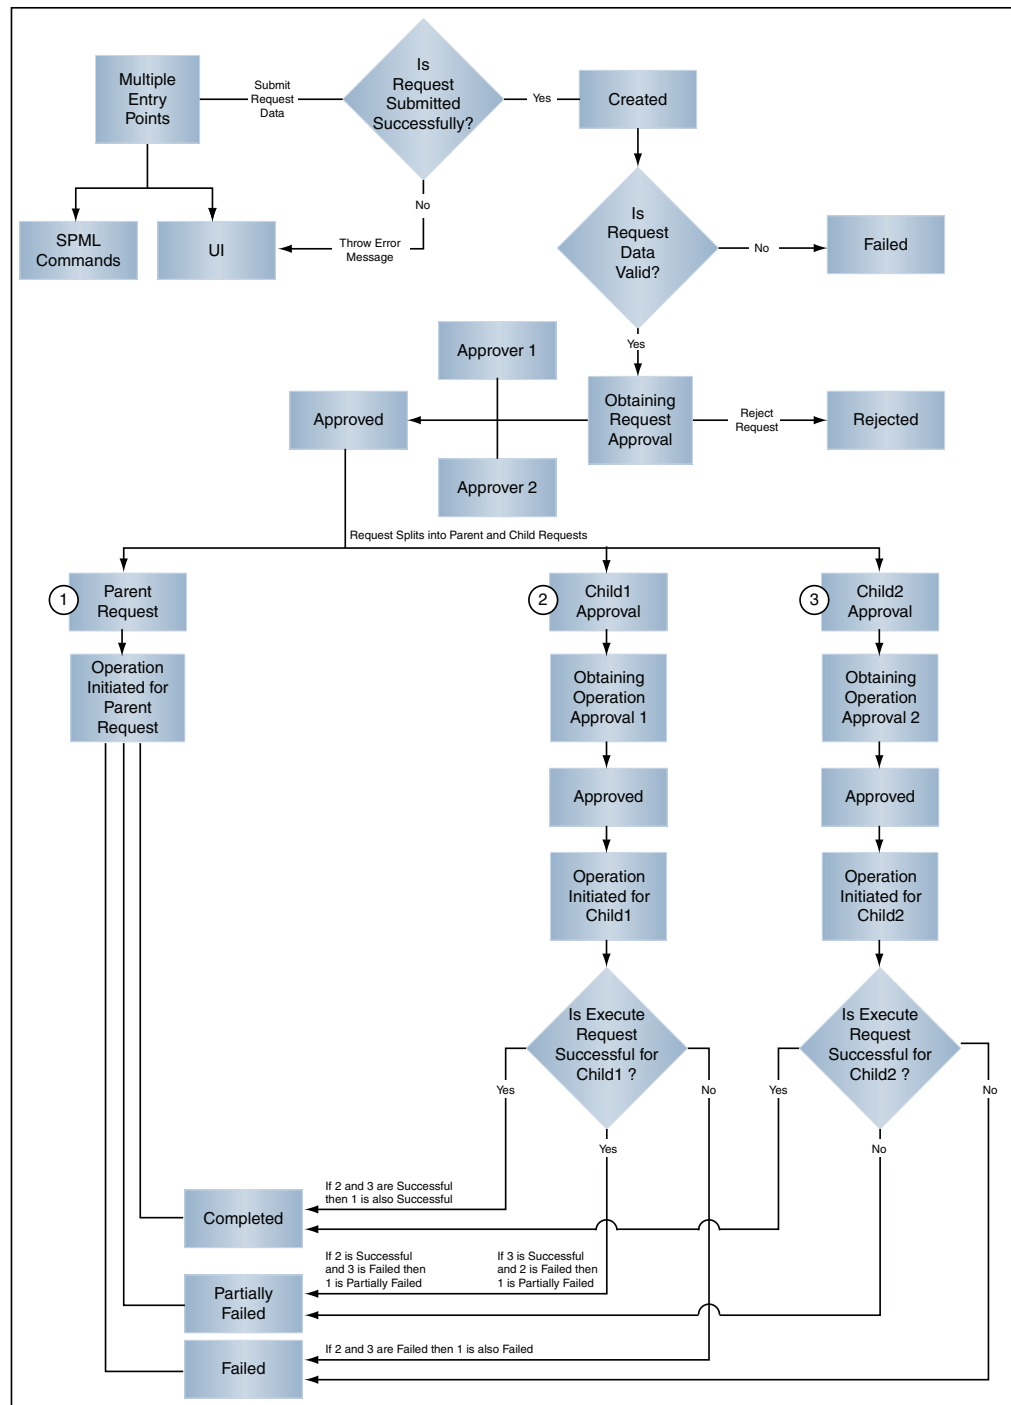 Multiple
Entry
Points
Submit
Request
Data
Is
Request
Submitted
Successfully?
Yes
Created
No
SPML
Commands
UI
Throw Error
Message
Is
Request
Data
Valid?
No
Failed
Yes
Approver 1
Approved
Obtaining
Request
Approval
Reject
Request
Rejected
Approver 2
Request Splits into Parent and Child Requests
1
Parent
Request
2
Child1
Approval
3
Child2
Approval
Operation
Initiated for
Parent
Request
Obtaining
Operation
Approval 1
Obtaining
Operation
Approval 2
Approved
Approved
Operation
Initiated for
Child1
Operation
Initiated for
Child2
Is Execute
Request
Successful for
Child1 ?
Is Execute
Request
Successful for
Child2 ?
Yes
No
Yes
No
Yes
No
If 2 and 3 are Successful
then 1 is also Successful
Completed
If 2 is Successful
and 3 is Failed then
1 is Partially Failed
If 3 is Successful
and 2 is Failed then
1 is Partially Failed
Partially
Failed
If 2 and 3 are Failed then 1 is also Failed
Failed